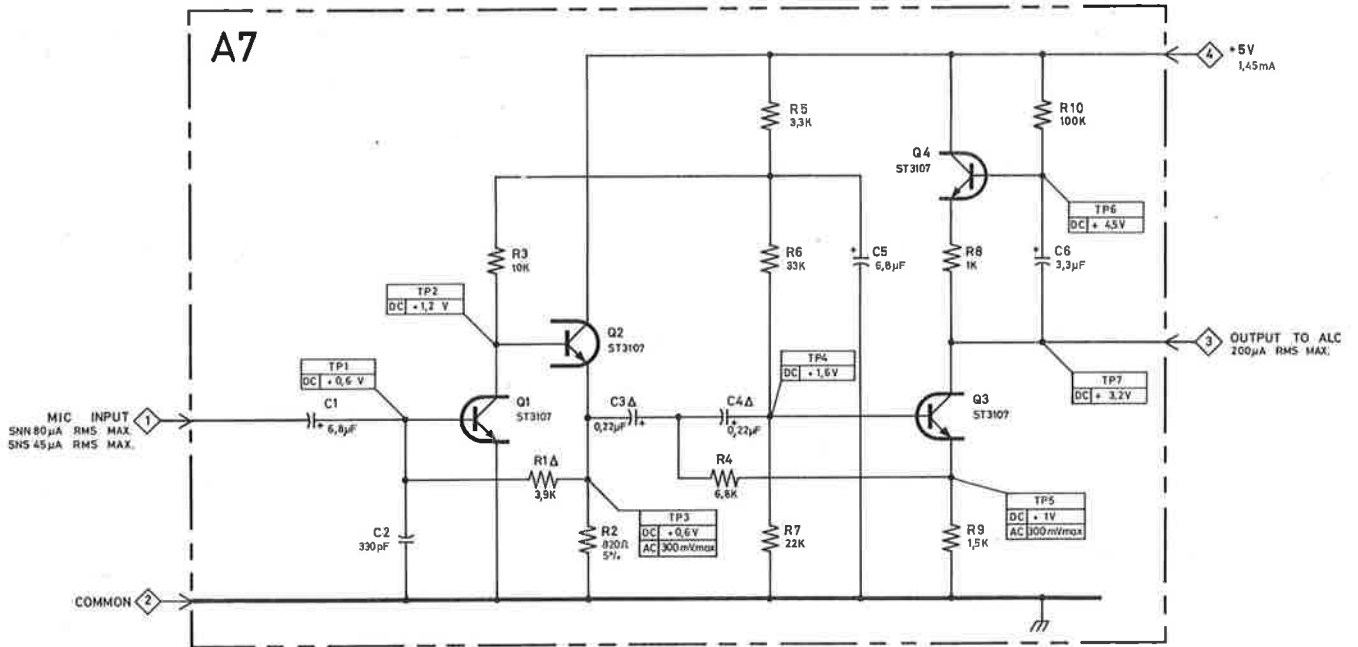 A7
4
+5V
1,45mA
R5
3,3K
R10
100K
Q4
ST3107
TP6
DC + 4,5V
R3
10K
R6
33K
C5
6,8µF
R8
1K
C6
3,3µF
TP2
DC +1,2 V
Q2
ST3107
3
OUTPUT TO ALC
200µA RMS MAX.
TP1
DC +0,6 V
TP4
DC +1,6V
TP7
DC + 3,2V
MIC INPUT
SNN 80µA RMS MAX.
SNS 45µA RMS MAX.
1
C1
+
6,8µF
Q1
ST3107
C3Δ
0,22µF +
C4Δ
+
0,22µF
Q3
ST3107
R1Δ
3,9K
R4
6,8K
C2
330pF
R2
820Ω
5%
TP3
DC +0,6V
AC 300mVmax
R7
22K
R9
1,5K
TP5
DC + 1V
AC 300mVmax
COMMON
2